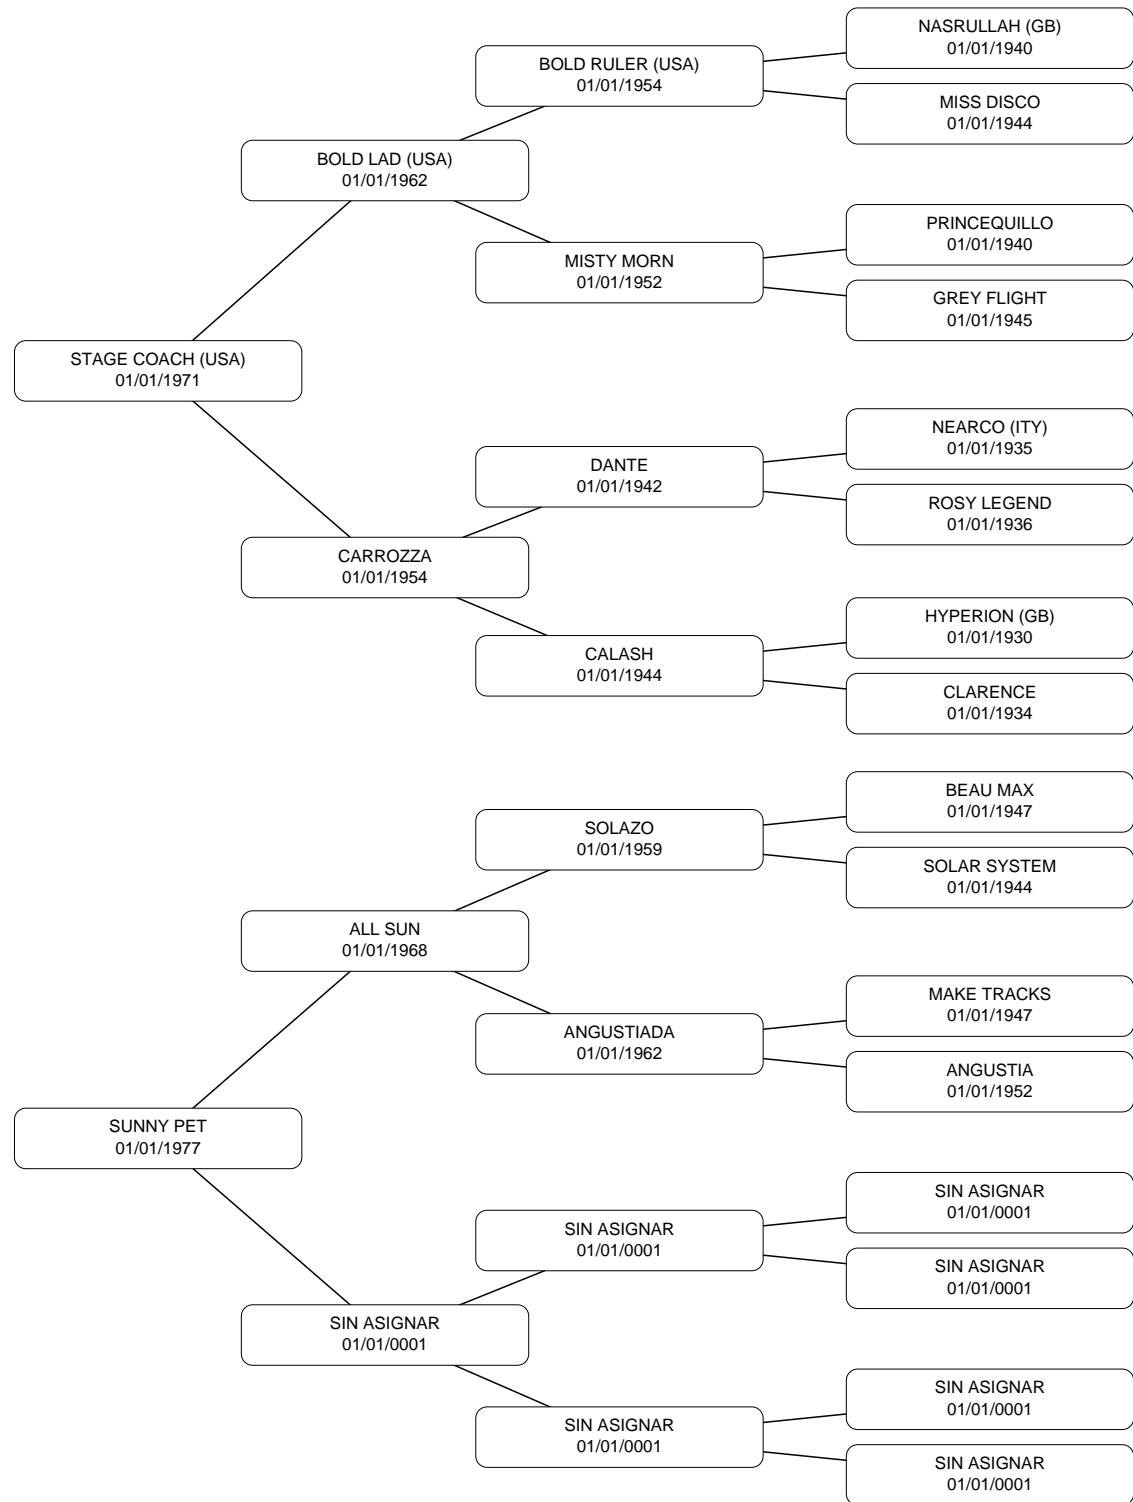 NASRULLAH (GB)
01/01/1940
BOLD RULER (USA)
01/01/1954
MISS DISCO
01/01/1944
BOLD LAD (USA)
01/01/1962
PRINCEQUILLO
01/01/1940
MISTY MORN
01/01/1952
GREY FLIGHT
01/01/1945
STAGE COACH (USA)
01/01/1971
NEARCO (ITY)
01/01/1935
DANTE
01/01/1942
ROSY LEGEND
01/01/1936
CARROZZA
01/01/1954
HYPERION (GB)
01/01/1930
CALASH
01/01/1944
CLARENCE
01/01/1934
BEAU MAX
01/01/1947
SOLAZO
01/01/1959
SOLAR SYSTEM
01/01/1944
ALL SUN
01/01/1968
MAKE TRACKS
01/01/1947
ANGUSTIADA
01/01/1962
ANGUSTIA
01/01/1952
SUNNY PET
01/01/1977
SIN ASIGNAR
01/01/0001
SIN ASIGNAR
01/01/0001
SIN ASIGNAR
01/01/0001
SIN ASIGNAR
01/01/0001
SIN ASIGNAR
01/01/0001
SIN ASIGNAR
01/01/0001
SIN ASIGNAR
01/01/0001